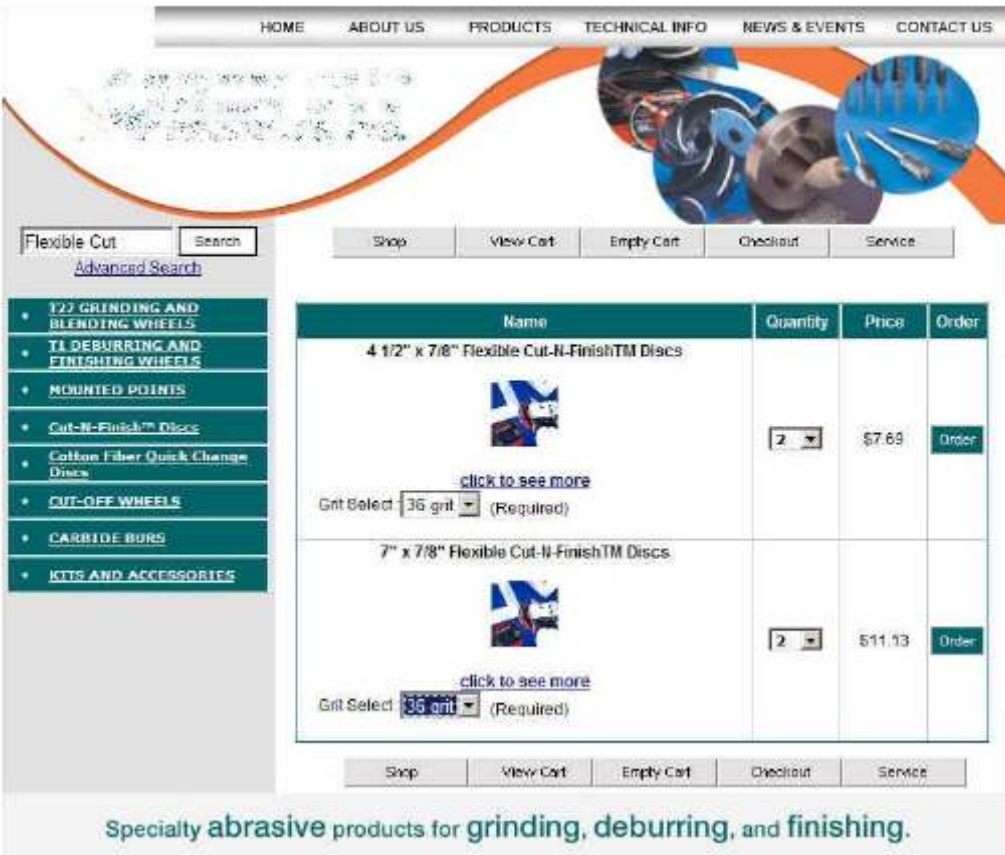 HOME ABOUT US PRODUCTS TECHNICAL INFO NEWS & EVENTS CONTACT US
Flexible Cut Search
Advanced Search
Shop View Cart Empty Cart Checkout Service
T27 GRINDING AND
BLENDING WHEELS
T1 DEBURRING AND
FINISHING WHEELS
MOUNTED POINTS
Cut-N-Finish™ Discs
Cotton Fiber Quick Change
Discs
CUT-OFF WHEELS
CARBIDE BURS
KITS AND ACCESSORIES
Name Quantity Price Order
4 1/2" x 7/8" Flexible Cut-N-FinishTM Discs
2 $7.69 Order
click to see more
Grit Select: 36 grit (Required)
7" x 7/8" Flexible Cut-N-FinishTM Discs
2 $11.13 Order
click to see more
Grit Select: 36 grit (Required)
Shop View Cart Empty Cart Checkout Service
Specialty abrasive products for grinding, deburring, and finishing.